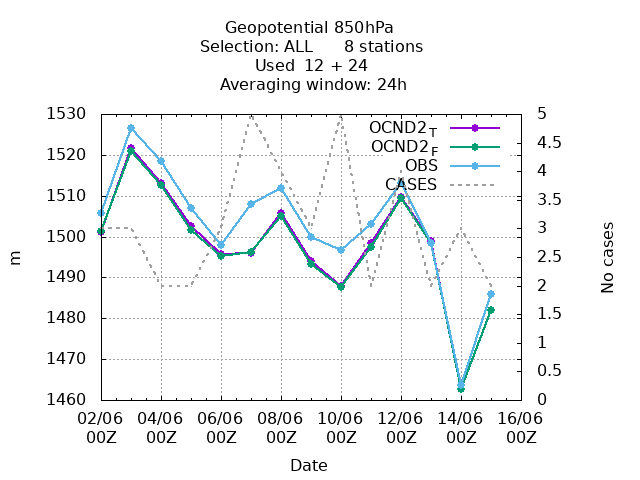 Geopotential 850hPa
Selection: ALL 8 stations
Used 12 + 24
Averaging window: 24h
OCND2T
OCND2F
OBS
CASES
1530
1520
1510
1500
1490
1480
1470
1460
m
5
4.5
4
3.5
3
2.5
2
1.5
1
0.5
0
No cases
02/06 04/06 06/06 08/06 10/06 12/06 14/06 16/06
00Z 00Z 00Z 00Z 00Z 00Z 00Z 00Z
Date